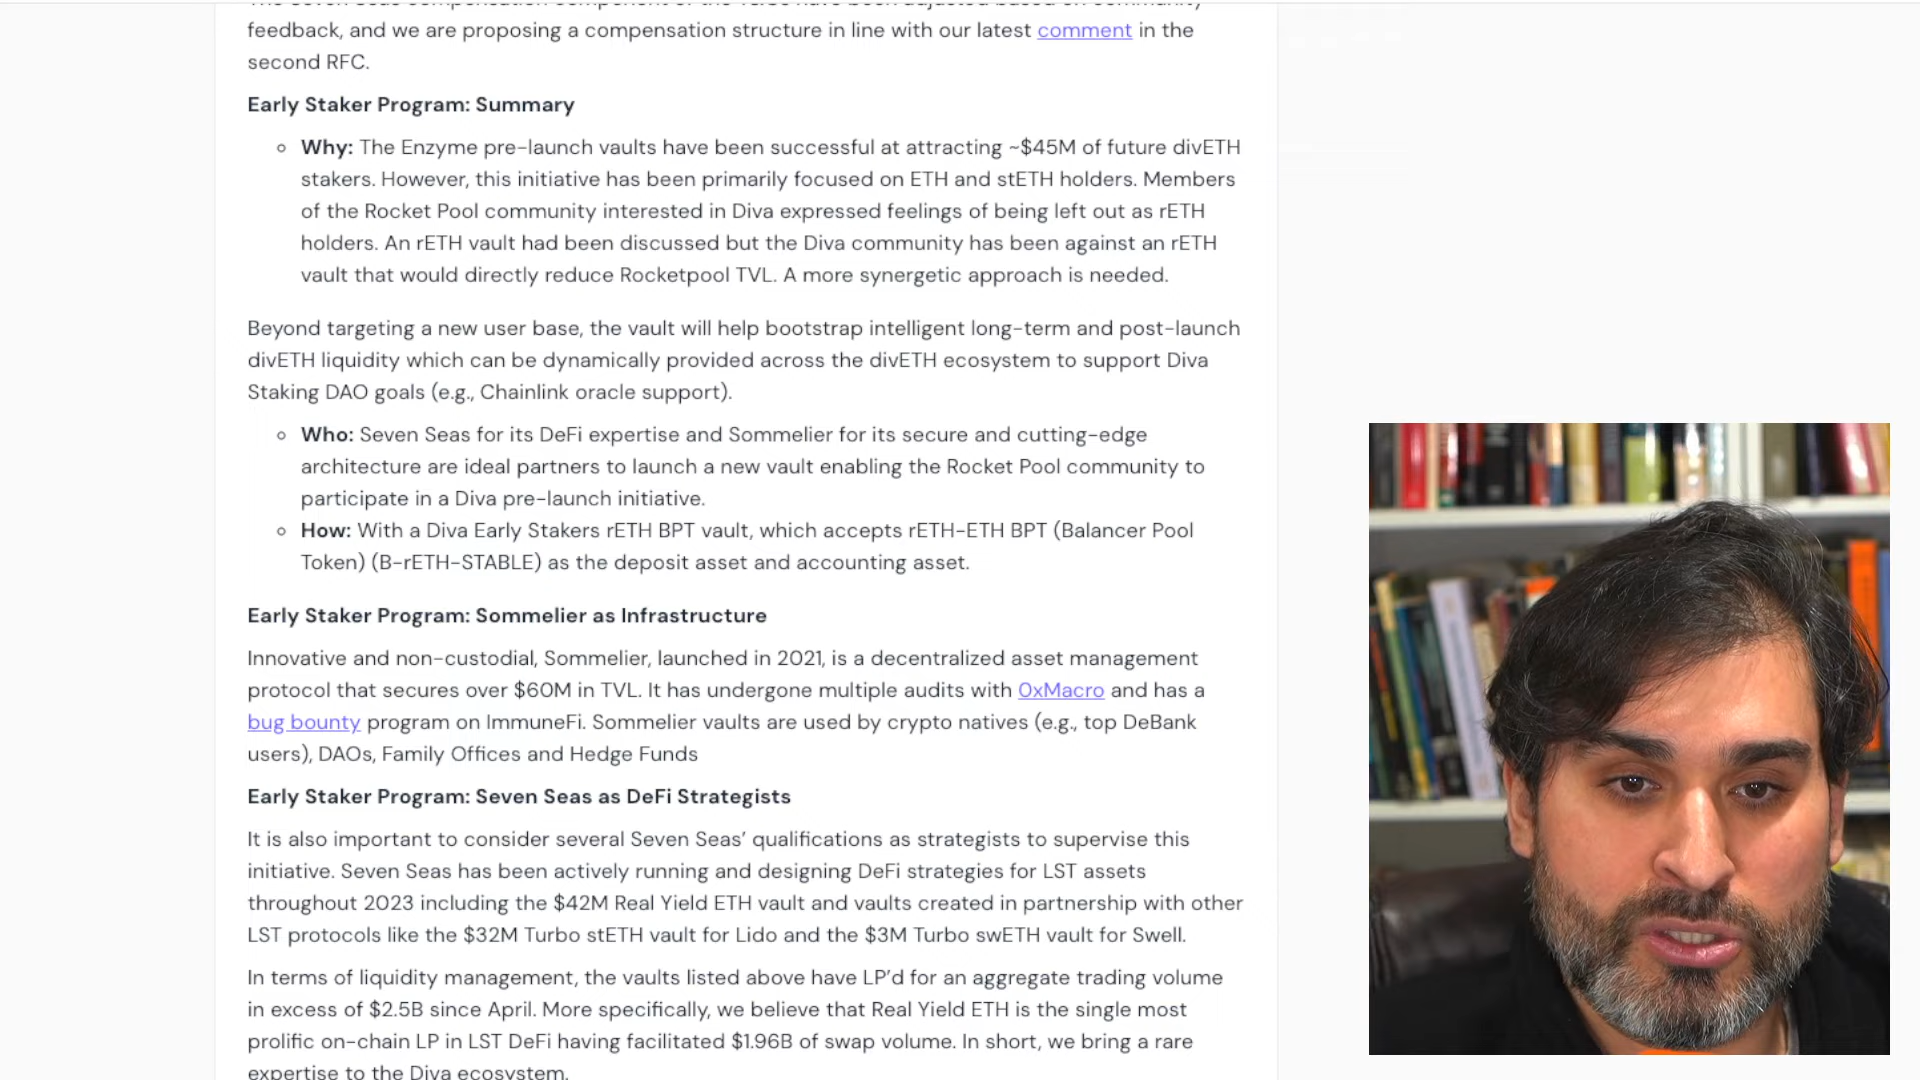 The Seven Seas compensation component of the
have been adjusted based on community
feedback, and we are proposing a compensation structure in line with our latest comment in the
second RFC.
Early Staker Program: Summary
Why: The Enzyme pre-launch vaults have been successful at attracting ~$45M of future divETH
stakers. However, this initiative has been primarily focused on ETH and stETH holders. Members
of the Rocket Pool community interested in Diva expressed feelings of being left out as rETH
holders. An rETH vault had been discussed but the Diva community has been against an rETH
vault that would directly reduce Rocketpool TVL. A more synergetic approach is needed.
Beyond targeting a new user base, the vault will help bootstrap intelligent long-term and post-launch
divETH liquidity which can be dynamically provided across the divETH ecosystem to support Diva
Staking DAO goals (e.g., Chainlink oracle support).
Who: Seven Seas for its DeFi expertise and Sommelier for its secure and cutting-edge
architecture are ideal partners to launch a new vault enabling the Rocket Pool community to
participate in a Diva pre-launch initiative.
How: With a Diva Early Stakers rETH BPT vault, which accepts rETH-ETH BPT (Balancer Pool
Token) (B-rETH-STABLE) as the deposit asset and accounting asset.
Early Staker Program: Sommelier as Infrastructure
Innovative and non-custodial, Sommelier, launched in 2021, is a decentralized asset management
protocol that secures over $60M in TVL. It has undergone multiple audits with 0xMacro and has a
bug bounty program on ImmuneFi. Sommelier vaults are used by crypto natives (e.g., top DeBank
users), DAOs, Family Offices and Hedge Funds
Early Staker Program: Seven Seas as DeFi Strategists
It is also important to consider several Seven Seas’ qualifications as strategists to supervise this
initiative. Seven Seas has been actively running and designing DeFi strategies for LST assets
throughout 2023 including the $42M Real Yield ETH vault and vaults created in partnership with other
LST protocols like the $32M Turbo stETH vault for Lido and the $3M Turbo swETH vault for Swell.
In terms of liquidity management, the vaults listed above have LP’d for an aggregate trading volume
in excess of $2.5B since April. More specifically, we believe that Real Yield ETH is the single most
prolific on-chain LP in LST DeFi having facilitated $1.96B of swap volume. In short, we bring a rare
expertise to the Diva ecosystem.